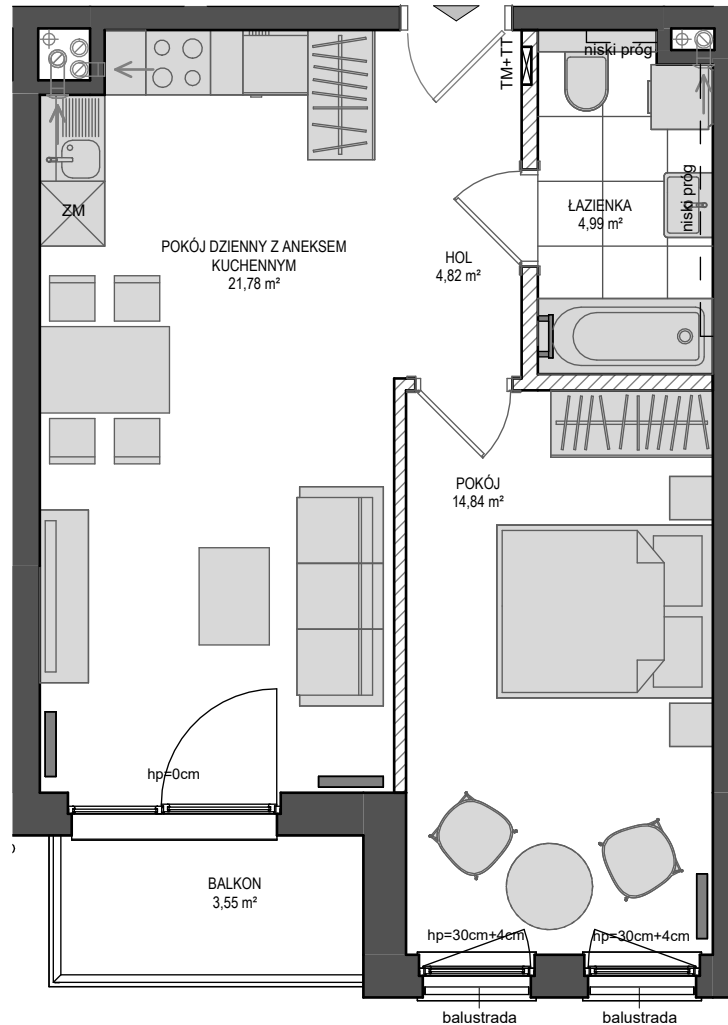 niski próg
TM+ TT
niski próg
ZM
ŁAZIENKA
4,99 m²
POKÓJ DZIENNY Z ANEKSEM
KUCHENNYM
21,78 m²
HOL
4,82 m²
POKÓJ
14,84 m²
hp=0cm
BALKON
3,55 m²
hp=30cm+4cm
hp=30cm+4cm
balustrada
balustrada